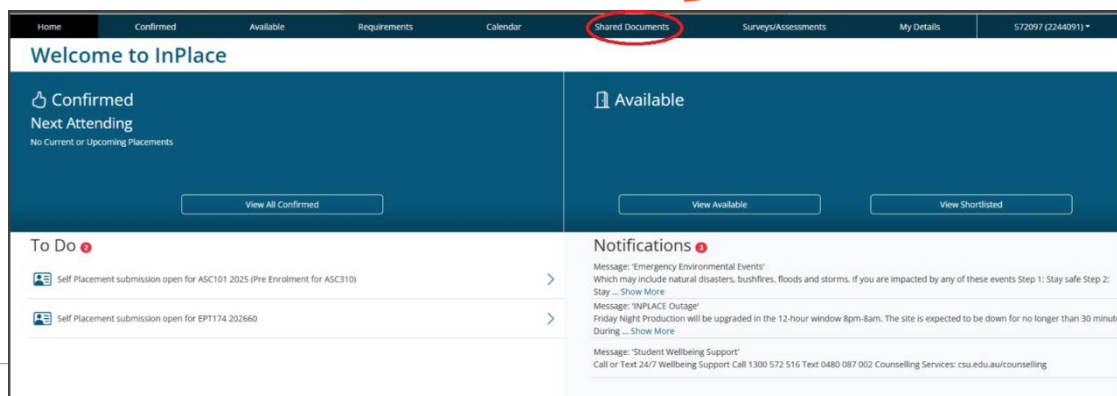 Home Confirmed Available Requirements Calendar Shared Documents Surveys/Assessments My Details S72097 (2244091)
Welcome to InPlace
Confirmed
Next Attending
No Current or Upcoming Placements
View All Confirmed
Available
View Available View Shortlisted
To Do 2
Self Placement submission open for ASC101 2025 (Pre Enrolment for ASC310)
Self Placement submission open for EPT174 202660
Notifications 3
Message: 'Emergency Environmental Events'
Which may include natural disasters, bushfires, floods and storms. If you are impacted by any of these events Step 1: Stay safe Step 2:
Stay ... Show More
Message: 'INPLACE Outage'
Friday Night Production will be upgraded in the 12-hour window 8pm-8am. The site is expected to be down for no longer than 30 minut
During ... Show More
Message: 'Student Wellbeing Support'
Call or Text 24/7 Wellbeing Support Call 1300 572 516 Text 0480 087 002 Counselling Services: csu.edu.au/counselling